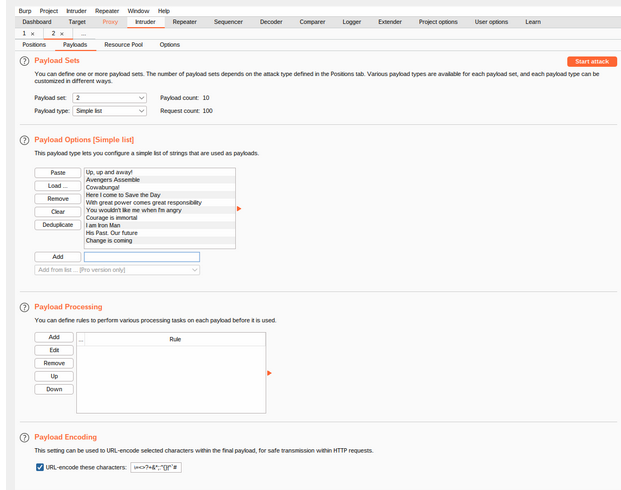 Burp Project Intruder Repeater Window Help
Dashboard Target Proxy Intruder Repeater Sequencer Decoder Comparer Logger Extender Project options User options Learn
1 × 2 × ...
Positions Payloads Resource Pool Options
? Payload Sets Start attack
You can define one or more payload sets. The number of payload sets depends on the attack type defined in the Positions tab. Various payload types are available for each payload set, and each payload type can be
customized in different ways.
Payload set: 2 Payload count: 10
Payload type: Simple list Request count: 100
? Payload Options [Simple list]
This payload type lets you configure a simple list of strings that are used as payloads.
Paste Up, up and away!
Load ... Avengers Assemble
Remove Cowabunga!
Clear Here I come to Save the Day
Deduplicate With great power comes great responsibility
You wouldn't like me when I'm angry
Courage is immortal
I am Iron Man
His Past. Our future
Change is coming
Add
Add from list ... [Pro version only]
? Payload Processing
You can define rules to perform various processing tasks on each payload before it is used.
Add ... Rule
Edit
Remove
Up
Down
? Payload Encoding
This setting can be used to URL-encode selected characters within the final payload, for safe transmission within HTTP requests.
URL-encode these characters: